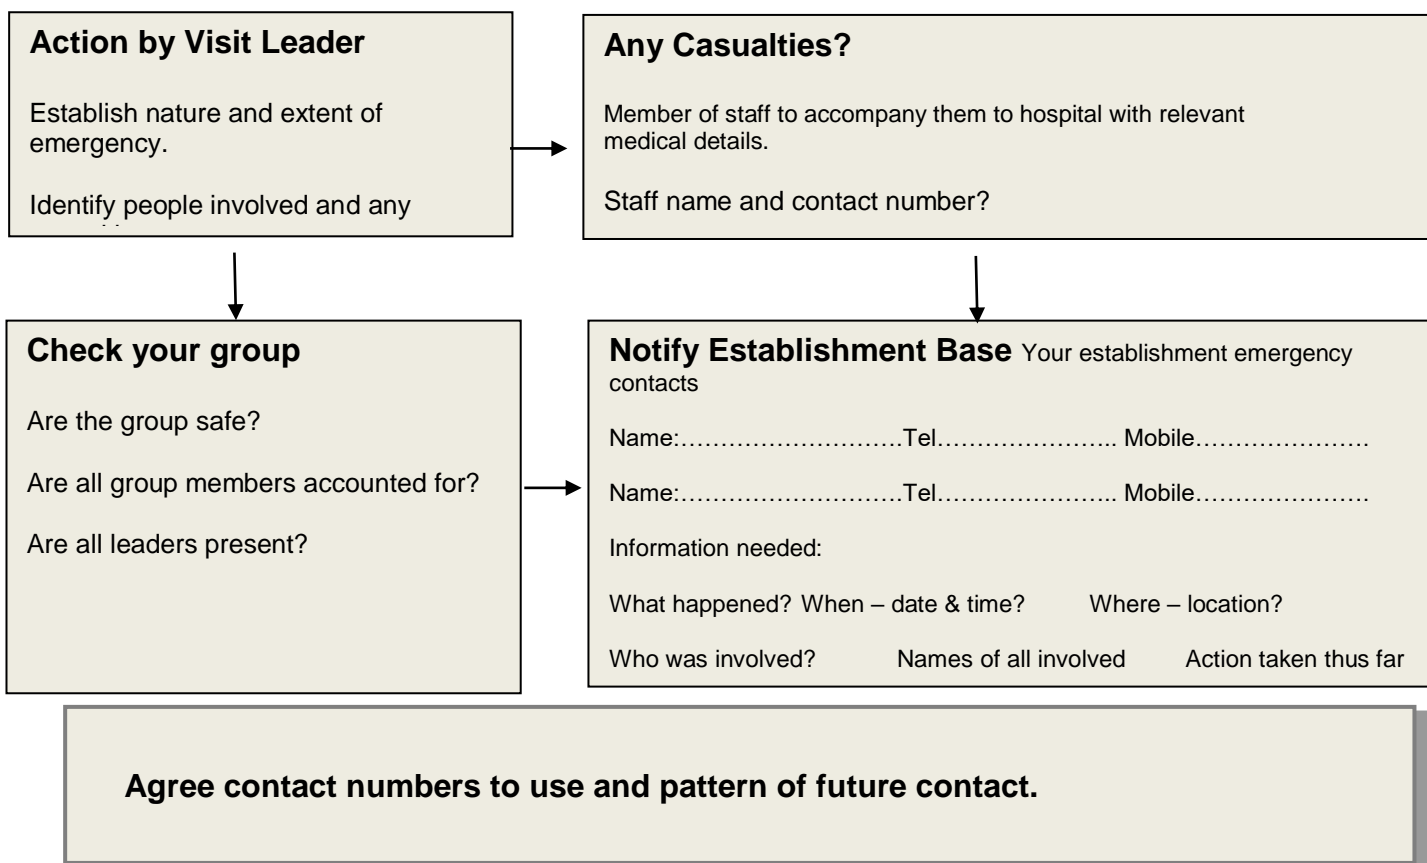 Action by Visit Leader
Establish nature and extent of
emergency.
Identify people involved and any
Any Casualties?
Member of staff to accompany them to hospital with relevant
medical details.
Staff name and contact number?
Check your group
Are the group safe?
Are all group members accounted for?
Are all leaders present?
Notify Establishment Base Your establishment emergency
contacts
Name:……………………….Tel………………….. Mobile………………….
Name:……………………….Tel………………….. Mobile………………….
Information needed:
What happened? When – date & time? Where – location?
Who was involved? Names of all involved Action taken thus far
Agree contact numbers to use and pattern of future contact.